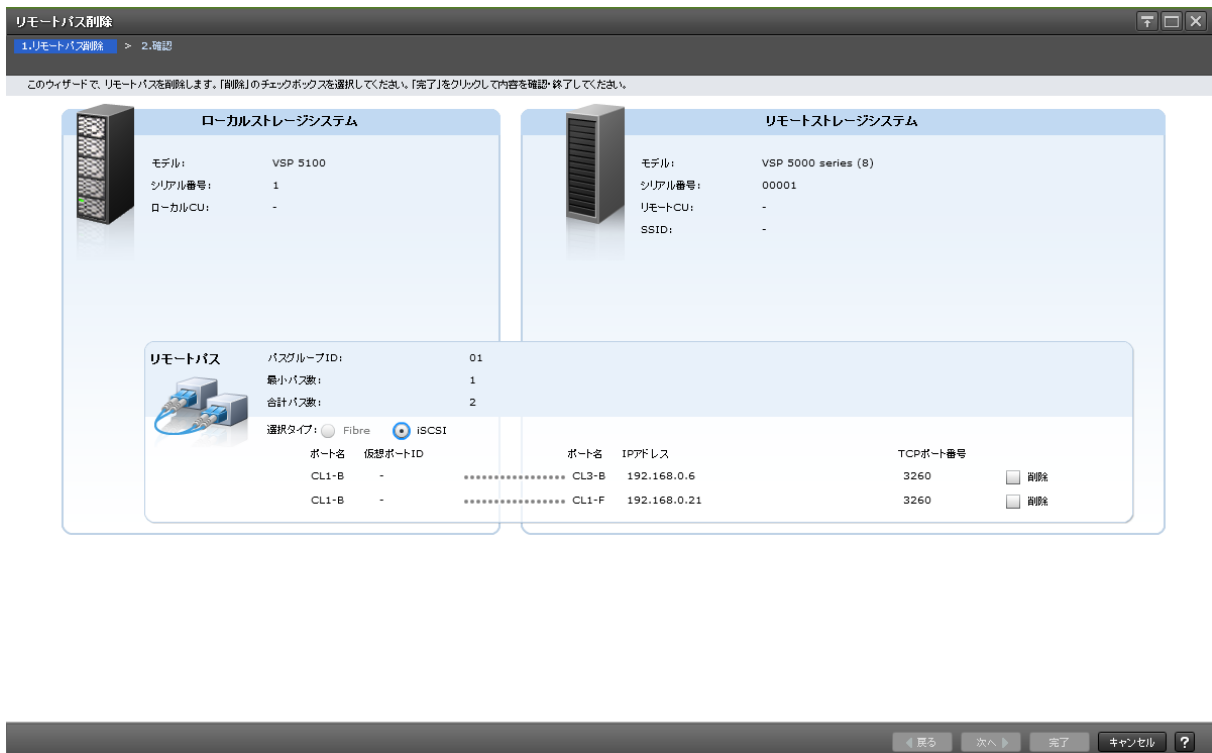 リモートパス削除
1.リモートパス削除 > 2.確認
このウィザードで、リモートパスを削除します。「削除」のチェックボックスを選択してください。「完了」をクリックして内容を確認・終了してください。
ローカルストレージシステム
モデル: VSP 5100
シリアル番号: 1
ローカルCU: -
リモートストレージシステム
モデル: VSP 5000 series (8)
シリアル番号: 00001
リモートCU: -
SSID: -
リモートパス
パスグループID: 01
最小パス数: 1
合計パス数: 2
選択タイプ: Fibre iSCSI
ポート名 仮想ポートID ポート名 IPアドレス TCPポート番号
CL1-B - CL3-B 192.168.0.6 3260 削除
CL1-B - CL1-F 192.168.0.21 3260 削除
戻る 次へ 完了 キャンセル ?